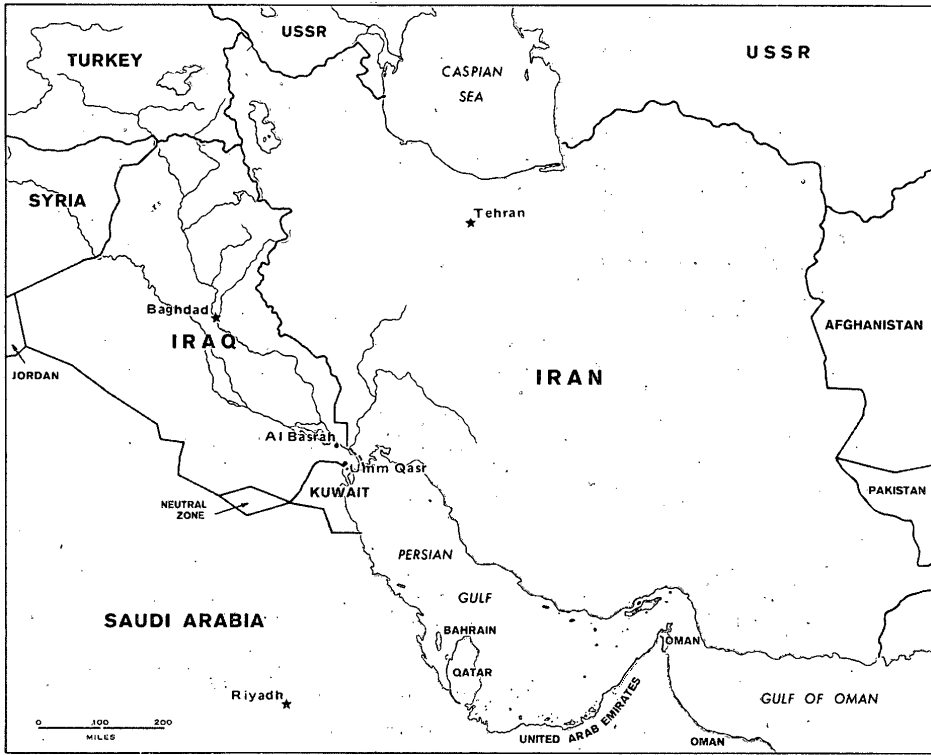 USSR
TURKEY
CASPIAN
SEA
USSR
SYRIA
Tehran
Baghdad
IRAQ
AFGHANISTAN
JORDAN
IRAN
Al Basrah
Umm Qasr
KUWAIT
NEUTRAL
ZONE
PAKISTAN
PERSIAN
GULF
SAUDI ARABIA
BAHRAIN
OMAN
QATAR
Riyadh
GULF OF OMAN
0 100 200
MILES
UNITED ARAB EMIRATES
OMAN